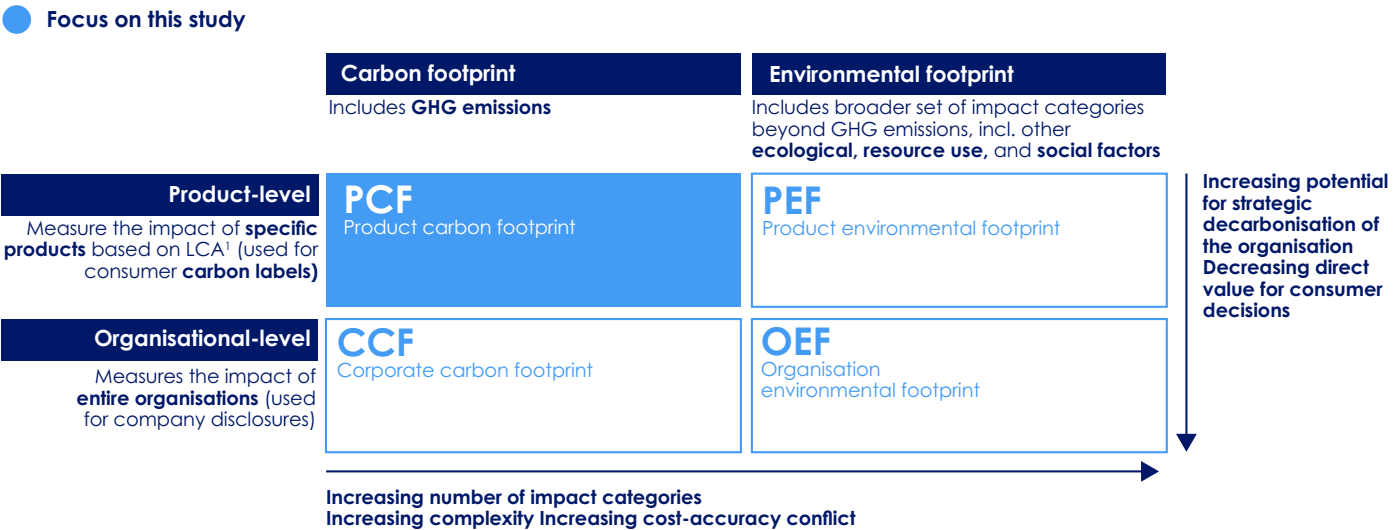 Focus on this study
Carbon footprint
Includes GHG emissions
Environmental footprint
Includes broader set of impact categories
beyond GHG emissions, incl. other
ecological, resource use, and social factors
Product-level
Measure the impact of specific
products based on LCA¹ (used for
consumer carbon labels)
PCF
Product carbon footprint
PEF
Product environmental footprint
Organisational-level
Measures the impact of
entire organisations (used
for company disclosures)
CCF
Corporate carbon footprint
OEF
Organisation
environmental footprint
Increasing potential
for strategic
decarbonisation of
the organisation
Decreasing direct
value for consumer
decisions
Increasing number of impact categories
Increasing complexity Increasing cost-accuracy conflict